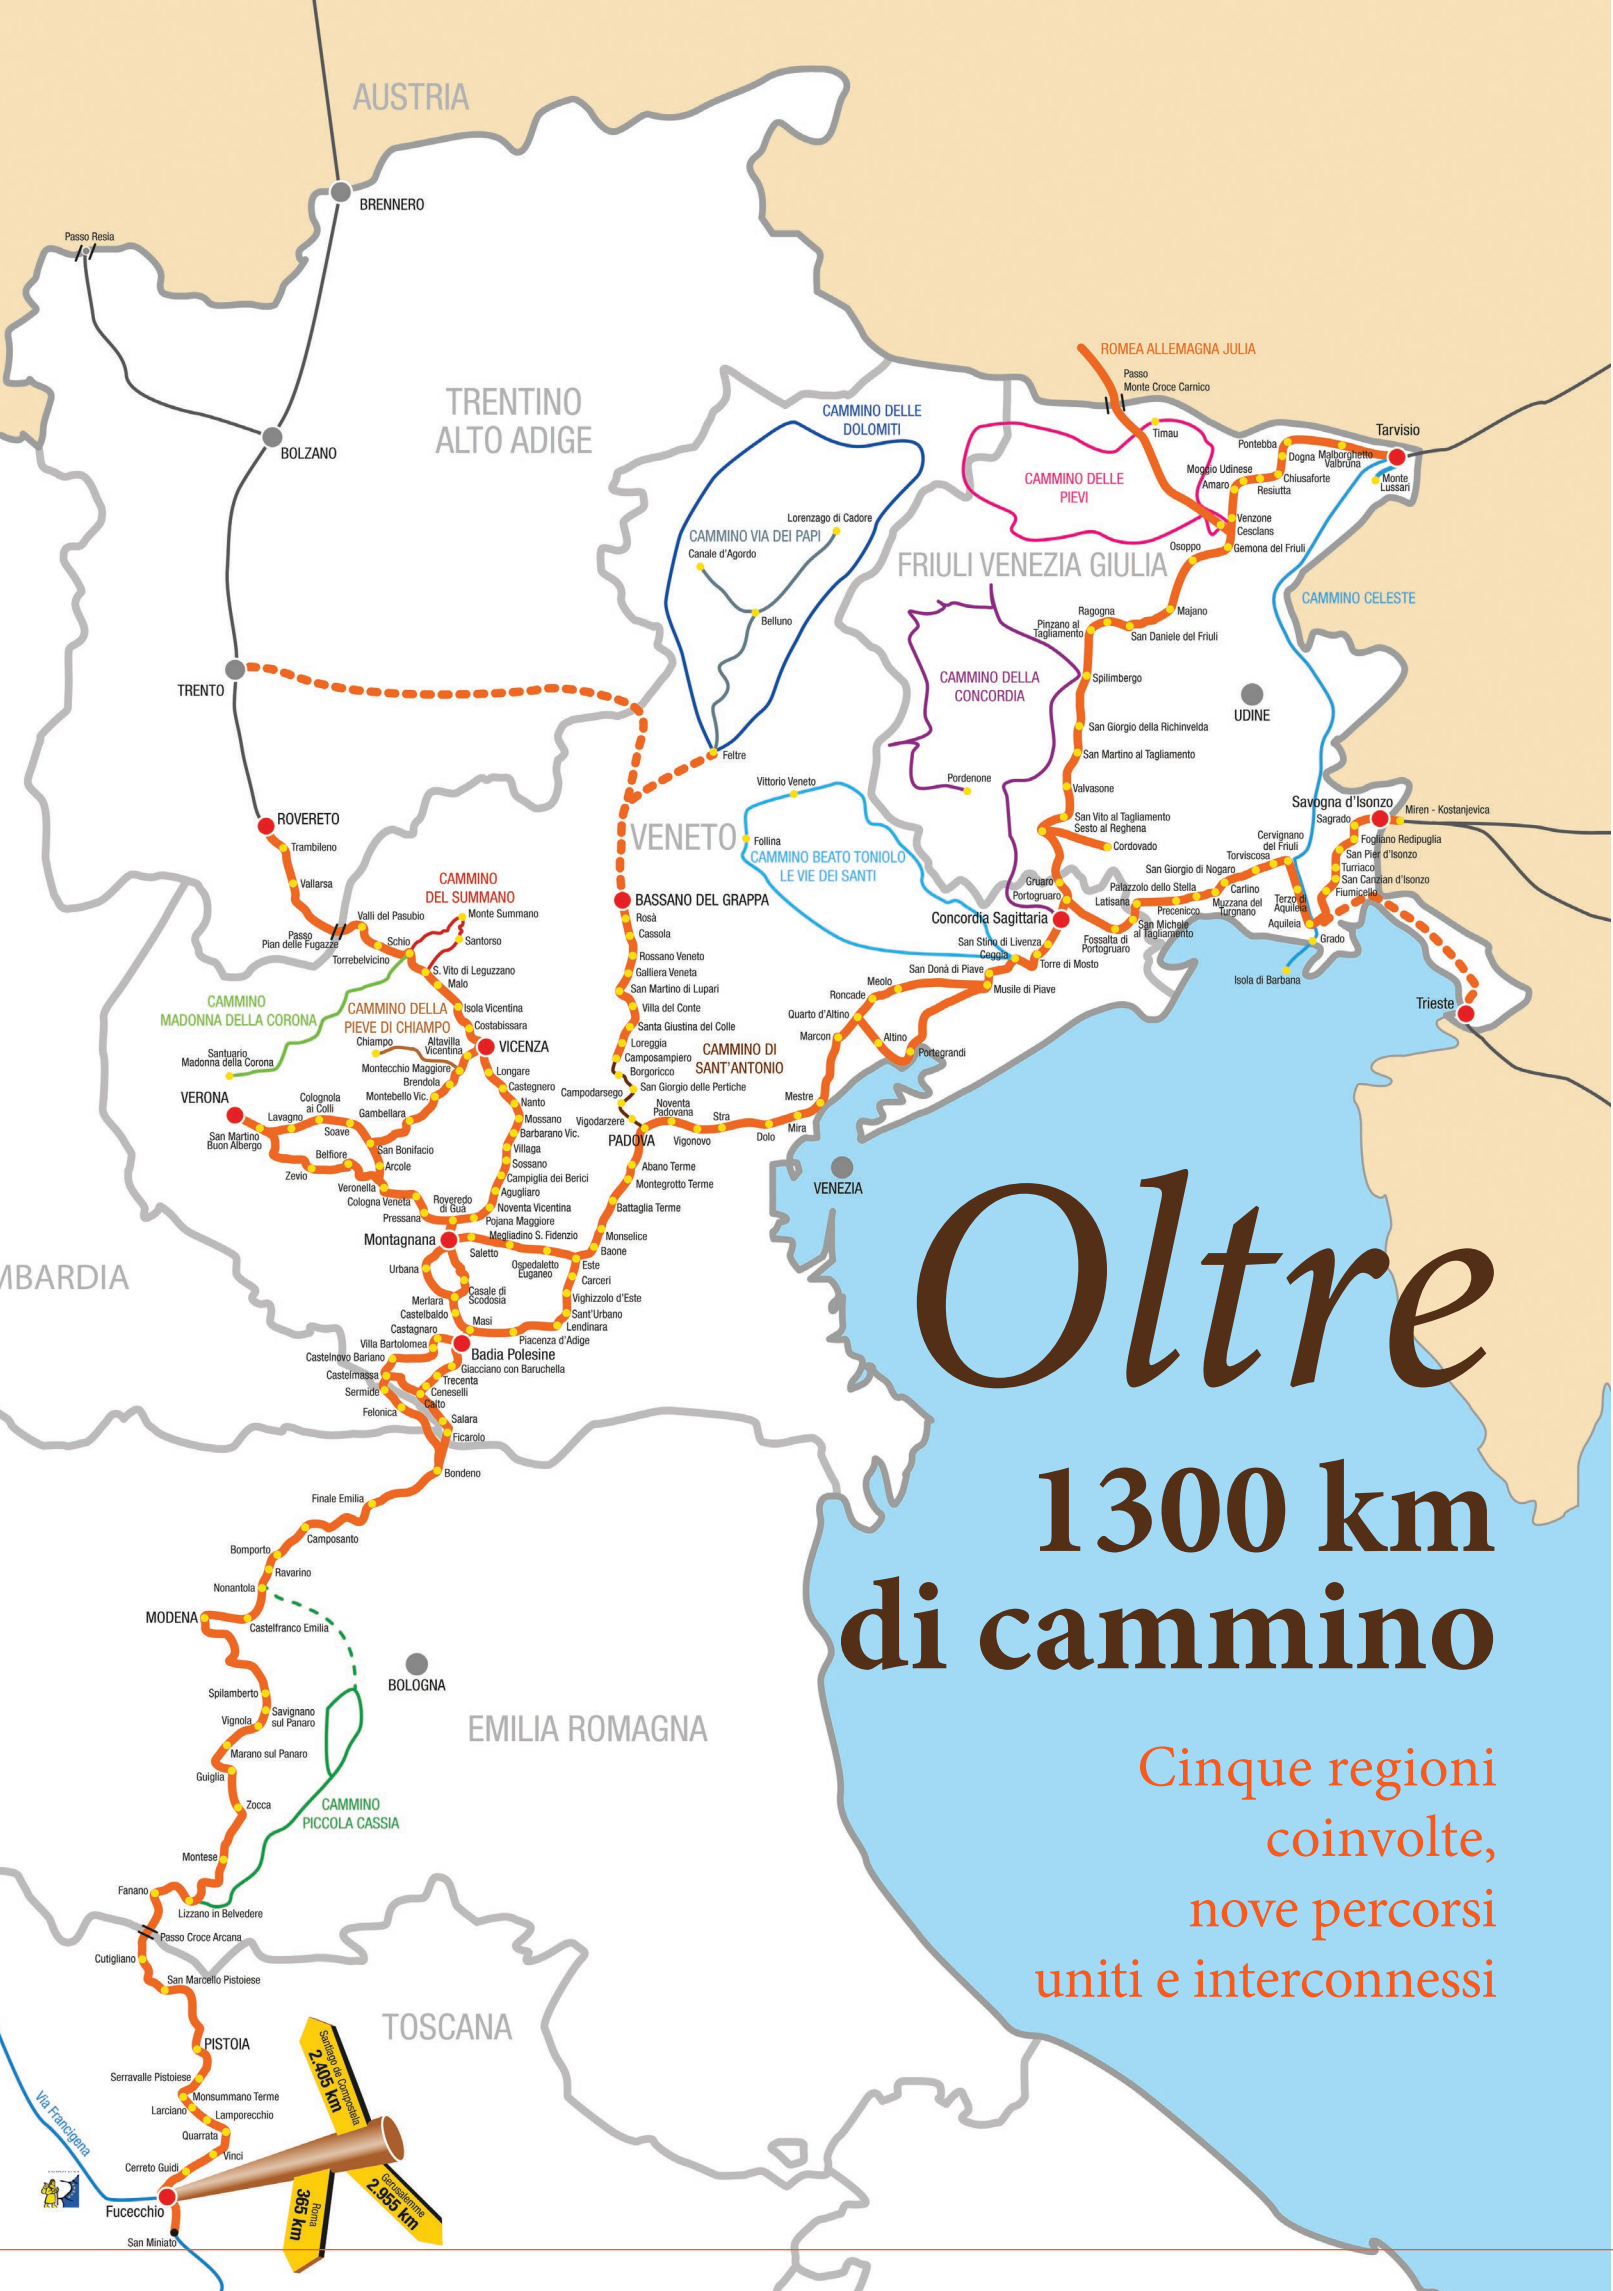 AUSTRIA
BRENNERO
Passo Resia
ROMEA ALLEMAGNA JULIA
Passo
Monte Croce Carnico
TRENTINO
ALTO ADIGE
CAMMINO DELLE
DOLOMITI
Timau
Tarvisio
Pontebba
Dogna
Malborghetto
Valbruna
BOLZANO
CAMMINO DELLE
PIEVI
Moggio Udinese
Amaro
Chiusaforte
Resiutta
Monte
Lussari
Lorenzago di Cadore
CAMMINO VIA DEI PAPI
Canale d'Agordo
Venzone
Cesclans
Osoppo
Gemona del Friuli
FRIULI VENEZIA GIULIA
CAMMINO CELESTE
Belluno
Ragogna
Majano
Pinzano al
Tagliamento
San Daniele del Friuli
CAMMINO DELLA
CONCORDIA
Spilimbergo
TRENTO
UDINE
San Giorgio della Richinvelda
Feltre
San Martino al Tagliamento
Vittorio Veneto
Pordenone
Valvasone
Savogna d'Isonzo
Miren - Kostanjevica
ROVERETO
San Vito al Tagliamento
Sesto al Reghena
Sagrado
VENETO
Follina
Trambileno
Cordovado
Cervignano
del Friuli
Fogliano Redipuglia
CAMMINO BEATO TONIOLO
LE VIE DEI SANTI
Torviscosa
San Pier d'Isonzo
San Giorgio di Nogaro
Turriaco
San Canzian d'Isonzo
Vallarsa
CAMMINO
DEL SUMMANO
Gruaro
Palazzolo dello Stella
Carlino
Fiumicello
BASSANO DEL GRAPPA
Portogruaro
Latisana
Precenicco
Muzzana del
Turgnano
Terzo di
Aquileia
Valli del Pasubio
Monte Summano
Rosà
Concordia Sagittaria
San Michele
al Tagliamento
Aquileia
Passo
Pian delle Fugazze
Schio
Santorso
Cassola
San Stino di Livenza
Fossalta di
Portogruaro
Grado
Torrebelvicino
Rossano Veneto
Ceggia
Torre di Mosto
S. Vito di Leguzzano
Galliera Veneta
San Donà di Piave
Isola di Barbana
Malo
San Martino di Lupari
Meolo
Musile di Piave
Roncade
CAMMINO
MADONNA DELLA CORONA
CAMMINO DELLA
PIEVE DI CHIAMPO
Isola Vicentina
Villa del Conte
Quarto d'Altino
Trieste
Costabissara
Santa Giustina del Colle
Chiampo
Altavilla
Vicentina
VICENZA
Loreggia
CAMMINO DI
SANT'ANTONIO
Marcon
Altino
Portegrandi
Santuario
Madonna della Corona
Camposampiero
Montecchio Maggiore
Longare
Borgoricco
Brendola
Castegnero
Campodarsego
San Giorgio delle Pertiche
VERONA
Colognola
ai Colli
Montebello Vic.
Nanto
Noventa
Padovana
Mestre
Lavagno
Gambellara
Mossano
Vigodarzere
Stra
Soave
Barbarano Vic.
PADOVA
Vigonovo
Dolo
Mira
San Martino
Buon Albergo
San Bonifacio
Villaga
Belfiore
Arcole
Sossano
Abano Terme
Zevio
Campiglia dei Berici
Montegrotto Terme
VENEZIA
Veronella
Agugliaro
Cologna Veneta
Roveredo
di Guà
Noventa Vicentina
Battaglia Terme
Pressana
Pojana Maggiore
Montagnana
Megliadino S. Fidenzio
Monselice
Saletto
Baone
Urbana
Ospedaletto
Euganeo
Este
Carceri
MBARDIA
Casale di
Scodosia
Vighizzolo d'Este
Merlara
Castelbaldo
Sant'Urbano
Castagnaro
Masi
Lendinara
Villa Bartolomea
Piacenza d'Adige
Castelnovo Bariano
Badia Polesine
Giacciano con Baruchella
Castelmassa
Trecenta
Sermide
Ceneselli
Calto
Felonica
Salara
Ficarolo
Bondeno
Finale Emilia
Camposanto
Bomporto
Ravarino
Nonantola
MODENA
Castelfranco Emilia
BOLOGNA
Spilamberto
Savignano
sul Panaro
Vignola
EMILIA ROMAGNA
Marano sul Panaro
Guiglia
Zocca
CAMMINO
PICCOLA CASSIA
Montese
Fanano
Lizzano in Belvedere
Passo Croce Arcana
Cutigliano
San Marcello Pistoiese
TOSCANA
PISTOIA
Serravalle Pistoiese
Monsummano Terme
Larciano
Lamporecchio
Quarrata
Vinci
Cerreto Guidi
Via Francigena
Fucecchio
San Miniato
Santiago de Compostela
2.405 km
Gerusalemme
2.955 km
Roma
365 km
Oltre
1300 km
di cammino
Cinque regioni
coinvolte,
nove percorsi
uniti e interconnessi